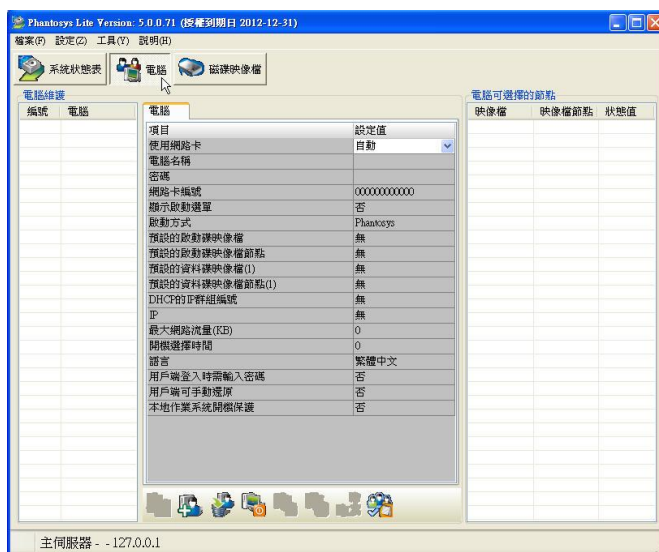 Phantosys Lite Version: 5.0.0.71 (授權到期日 2012-12-31)
檔案(F) 設定(Z) 工具(Y) 說明(H)
系統狀態表 電腦 磁碟映像檔
電腦維護
編號 電腦
電腦
項目 設定值
使用網路卡 自動
電腦名稱
密碼
網路卡編號 000000000000
顯示啟動選單 否
啟動方式 Phantosys
預設的啟動碟映像檔 無
預設的啟動碟映像檔節點 無
預設的資料碟映像檔(1) 無
預設的資料碟映像檔節點(1) 無
DHCP的IP群組編號 無
IP 無
最大網路流量(KB) 0
開機選擇時間 0
語言 繁體中文
用戶端登入時需輸入密碼 否
用戶端可手動還原 否
本地作業系統開機保護 否
電腦可選擇的節點
映像檔 映像檔節點 狀態值
主伺服器 - - 127.0.0.1